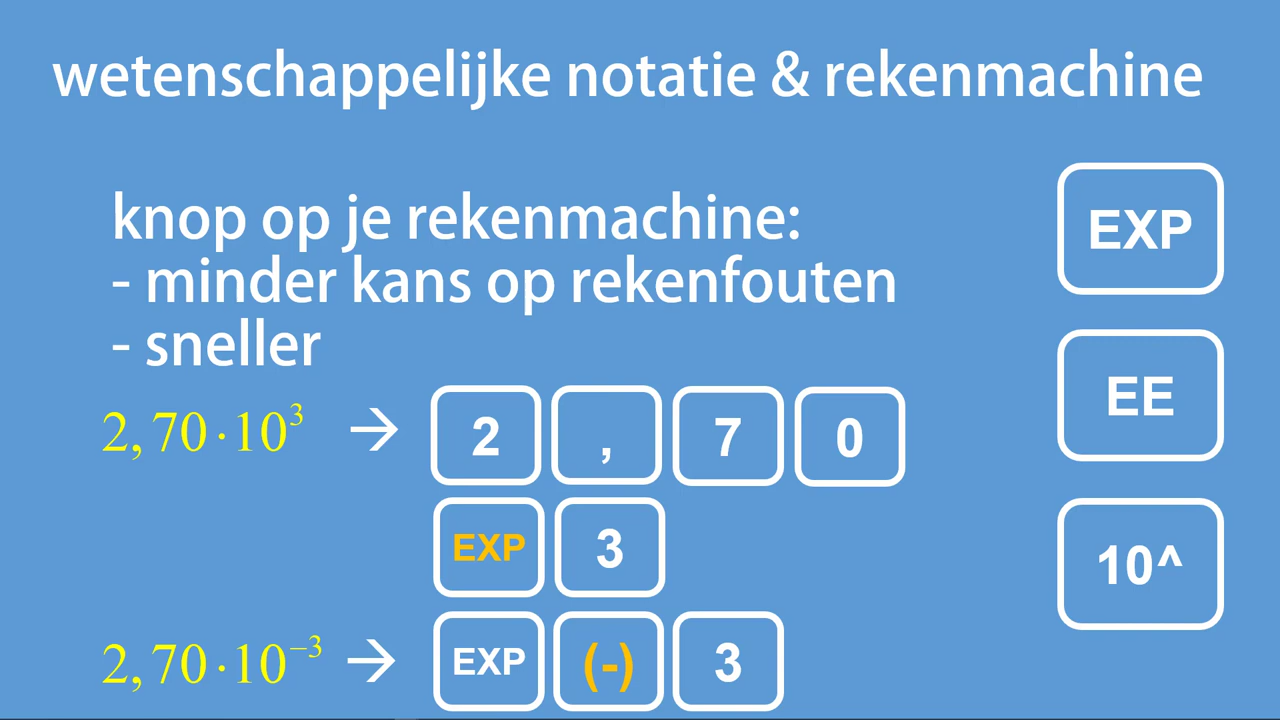 wetenschappelijke notatie & rekenmachine
knop op je rekenmachine:
- minder kans op rekenfouten
- sneller
2,70·10³ → 2 , 7 0
EXP 3
2,70·10⁻³ → EXP (-) 3
EXP
EE
10^